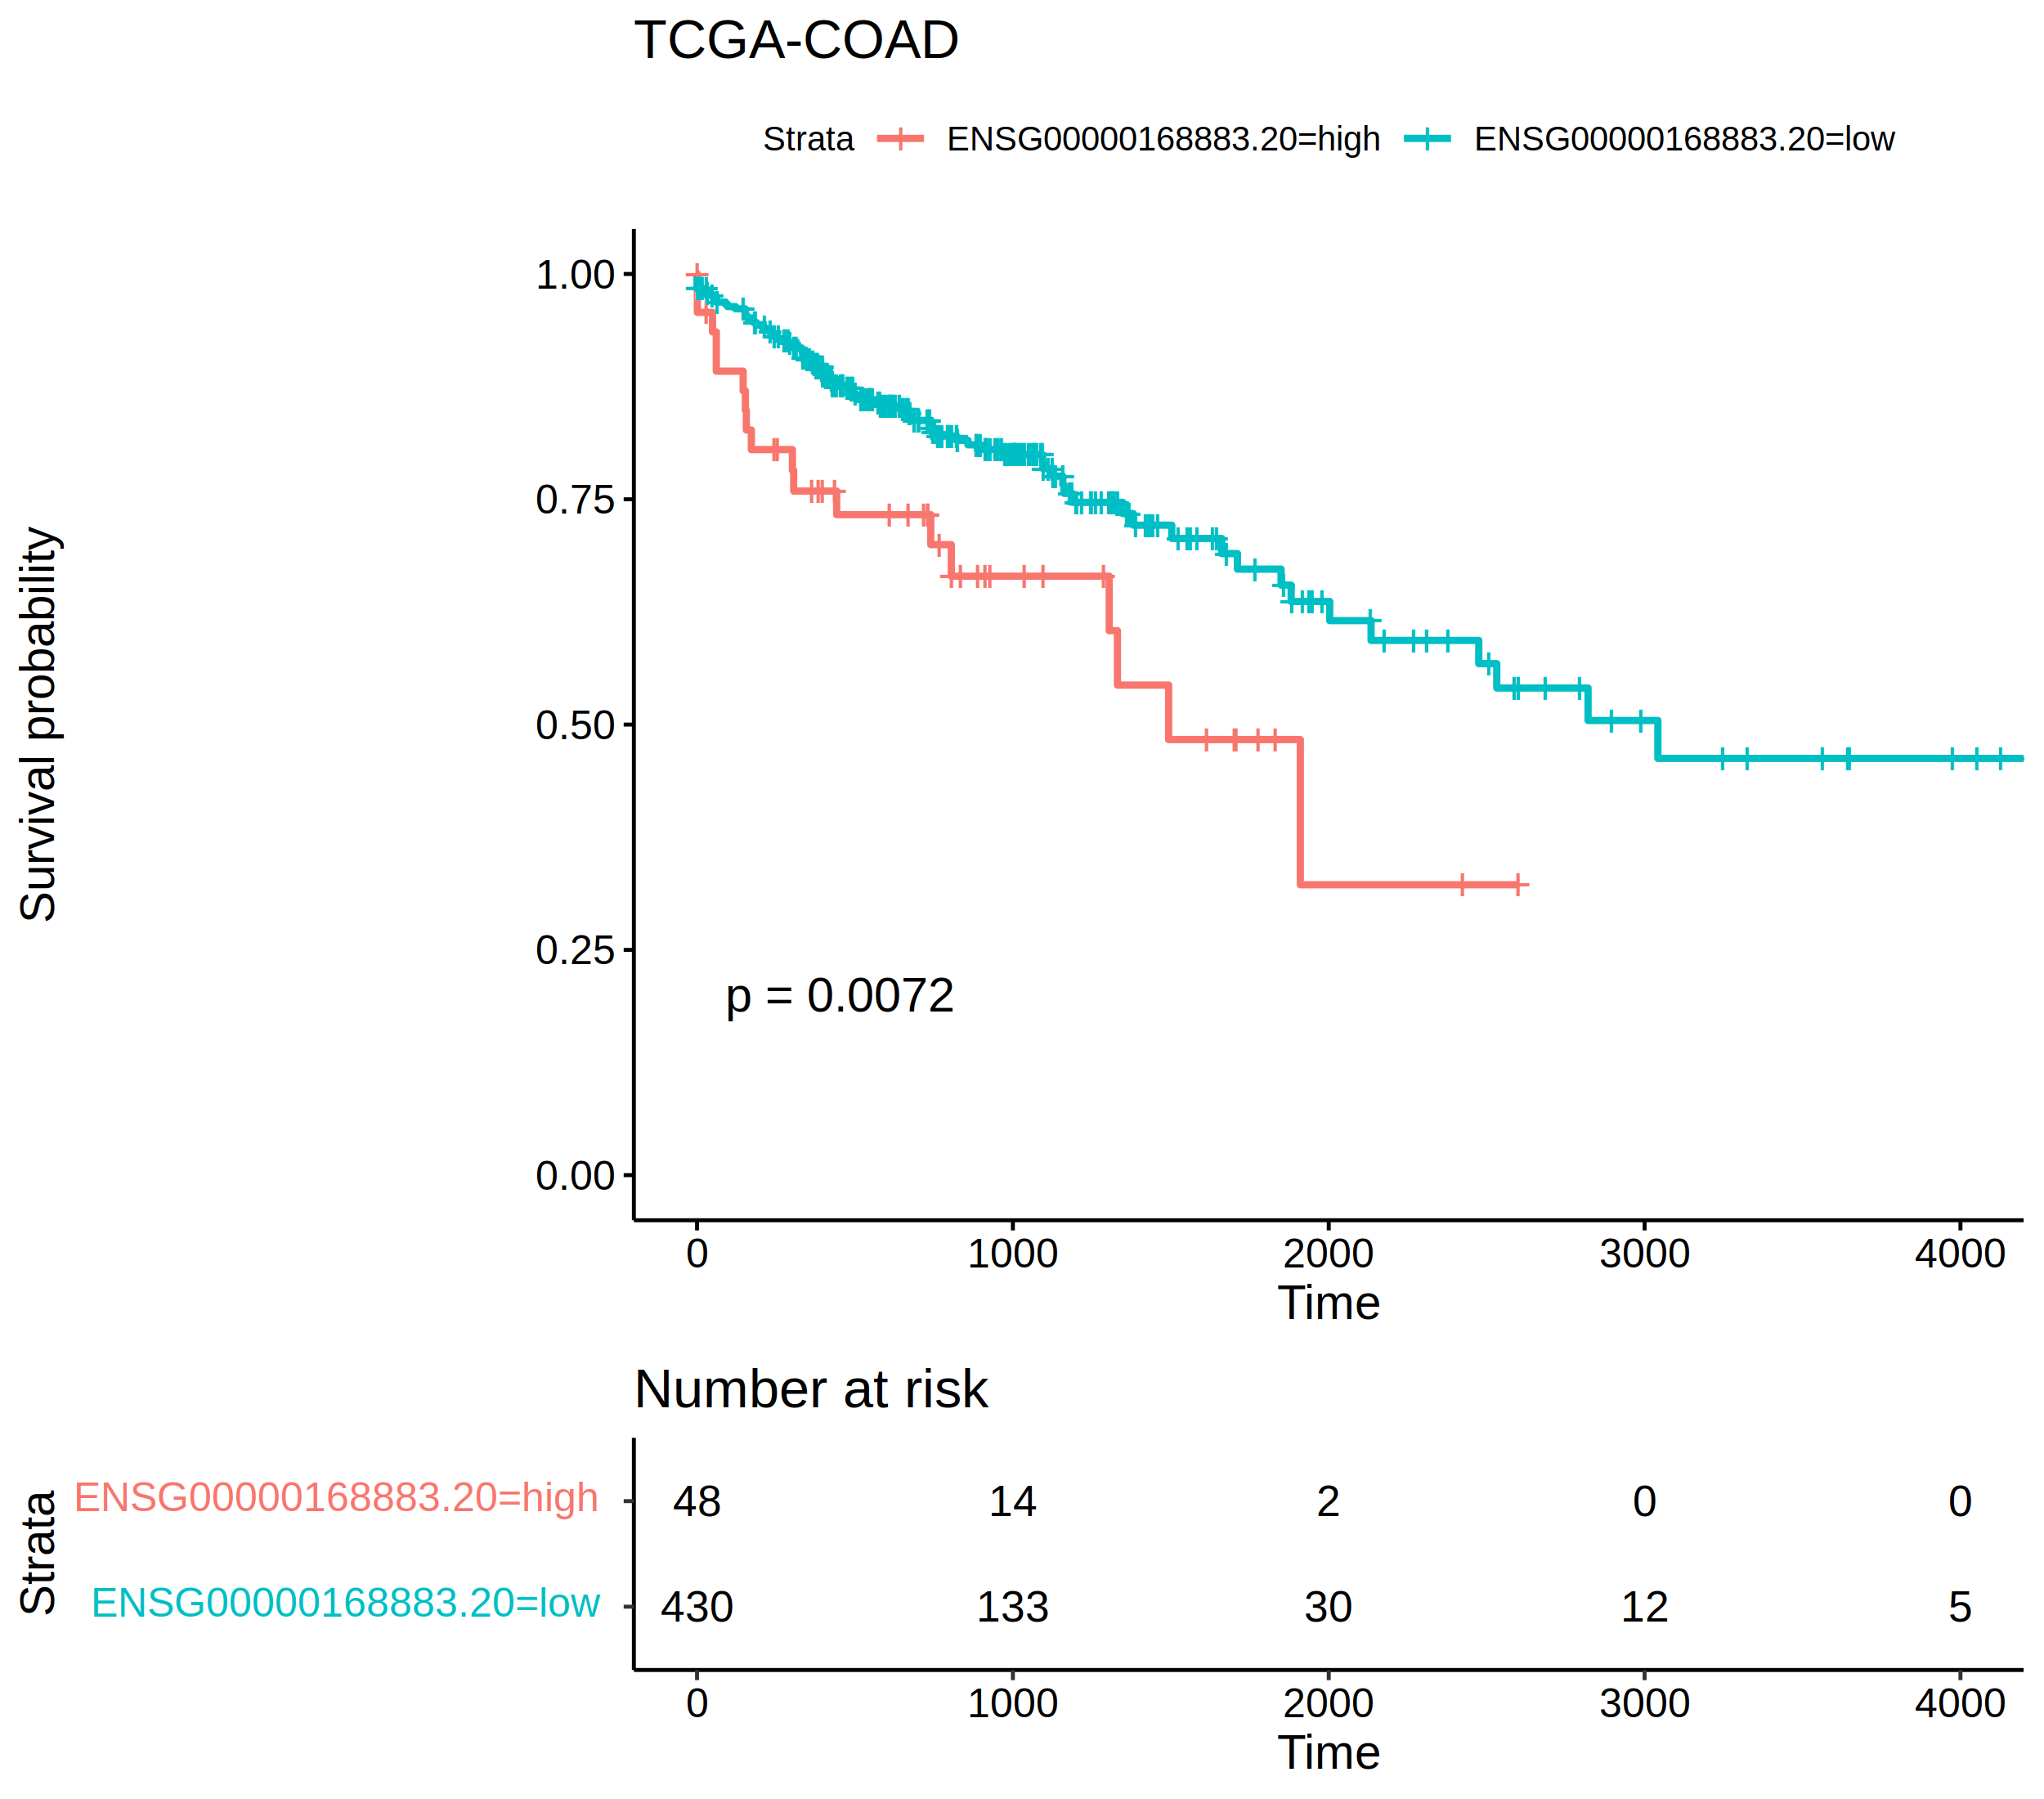 TCGA-COAD
Strata ENSG00000168883.20=high ENSG00000168883.20=low
Survival probability
1.00
0.75
0.50
0.25
0.00
p = 0.0072
0 1000 2000 3000 4000
Time
Number at risk
Strata
ENSG00000168883.20=high 48 14 2 0 0
ENSG00000168883.20=low 430 133 30 12 5
0 1000 2000 3000 4000
Time